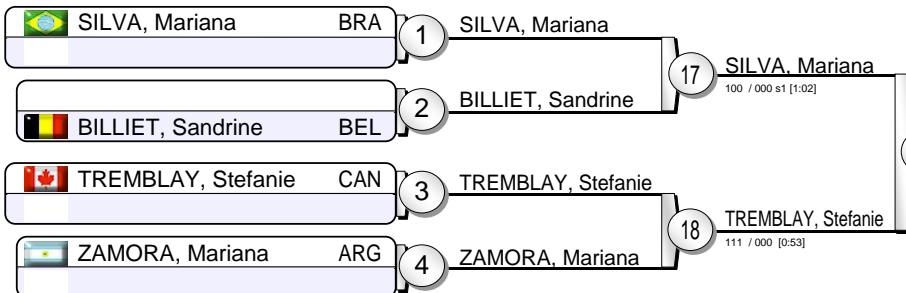 SILVA, Mariana BRA
1
SILVA, Mariana
2
BILLIET, Sandrine BEL
BILLIET, Sandrine
17
SILVA, Mariana
100 / 000 s1 [1:02]
TREMBLAY, Stefanie CAN
3
TREMBLAY, Stefanie
ZAMORA, Mariana ARG
4
ZAMORA, Mariana
18
TREMBLAY, Stefanie
111 / 000 [0:53]